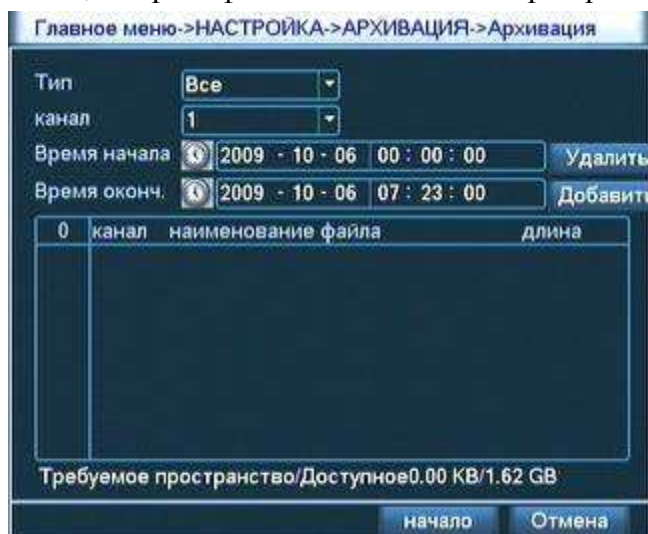 Главное меню->НАСТРОЙКА->АРХИВАЦИЯ->Архивация
Тип Все
канал 1
Время начала 2009 - 10 - 06 00 : 00 : 00 Удалить
Время оконч. 2009 - 10 - 06 07 : 23 : 00 Добавить
0 канал наименование файла длина
Требуемое пространство/Доступное0.00 KB/1.62 GB
начало Отмена